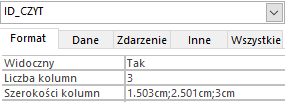 ID_CZYT
Format Dane Zdarzenie Inne Wszystkie
Widoczny Tak
Liczba kolumn 3
Szerokości kolumn 1.503cm;2.501cm;3cm